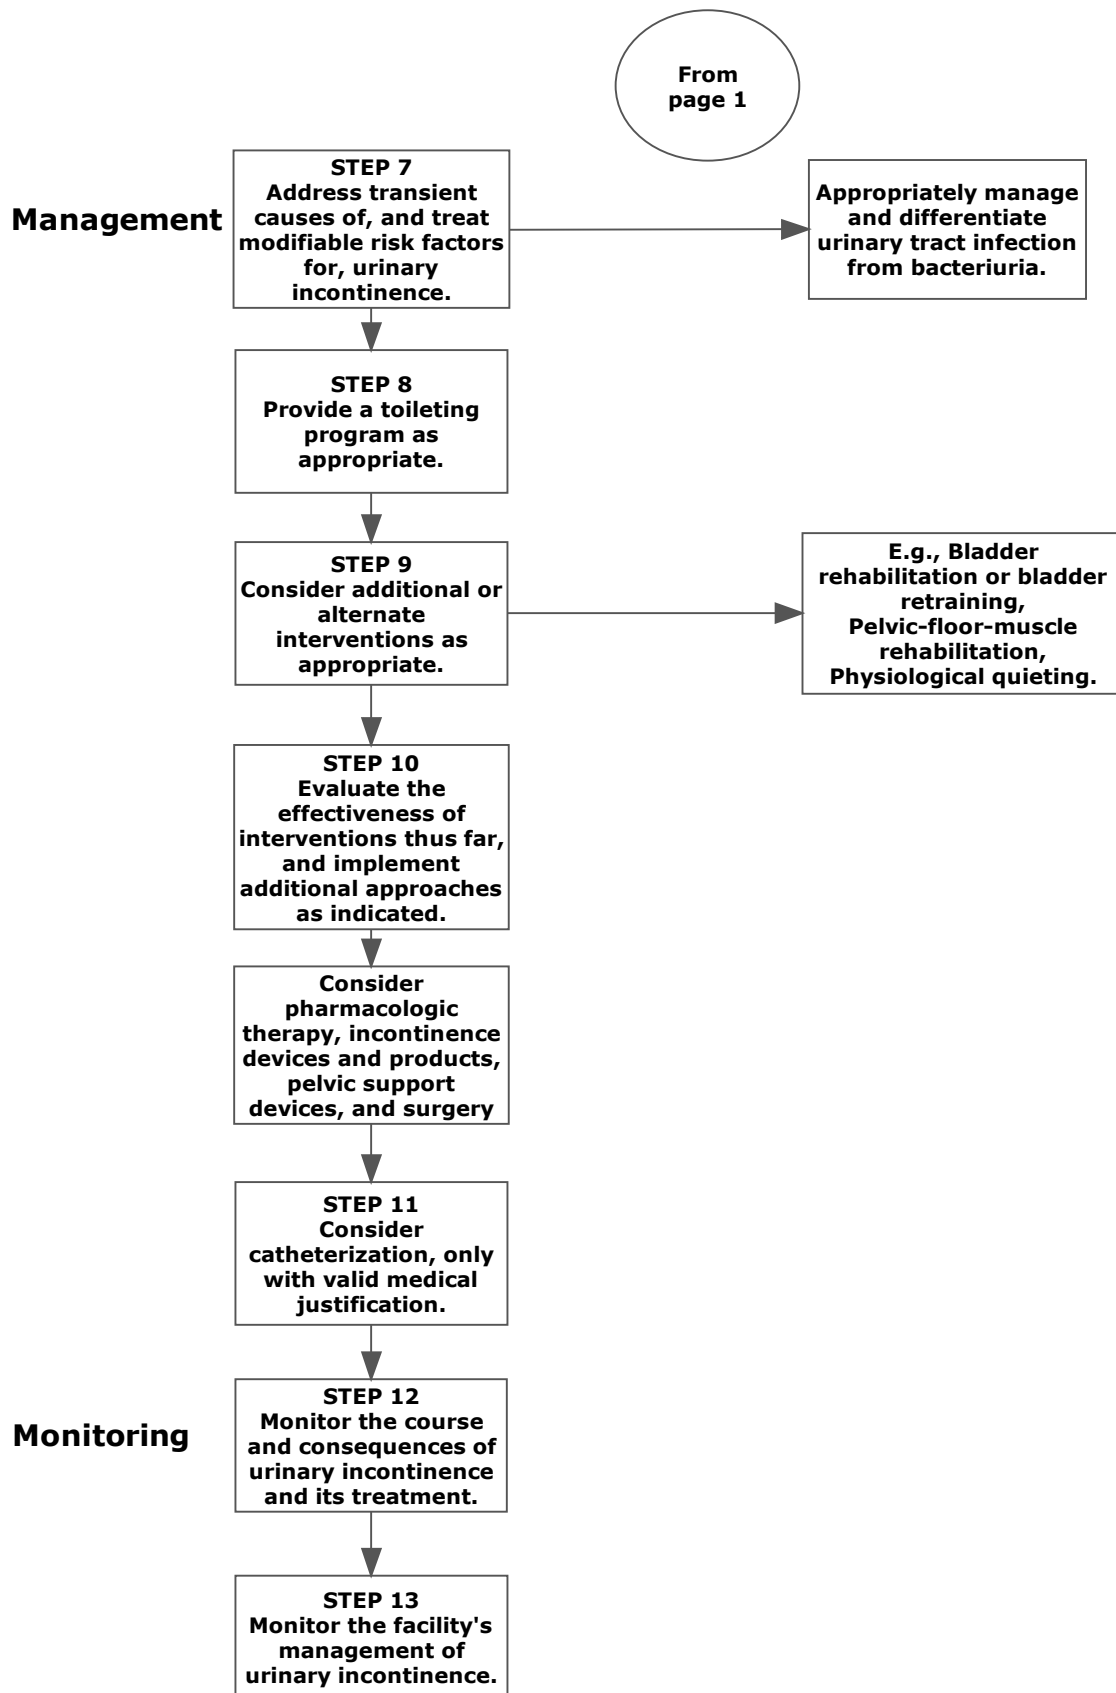 From
page 1
Management
STEP 7
Address transient
causes of, and treat
modifiable risk factors
for, urinary
incontinence.
Appropriately manage
and differentiate
urinary tract infection
from bacteriuria.
STEP 8
Provide a toileting
program as
appropriate.
STEP 9
Consider additional or
alternate
interventions as
appropriate.
E.g., Bladder
rehabilitation or bladder
retraining,
Pelvic-floor-muscle
rehabilitation,
Physiological quieting.
STEP 10
Evaluate the
effectiveness of
interventions thus far,
and implement
additional approaches
as indicated.
Consider
pharmacologic
therapy, incontinence
devices and products,
pelvic support
devices, and surgery
STEP 11
Consider
catheterization, only
with valid medical
justification.
Monitoring
STEP 12
Monitor the course
and consequences of
urinary incontinence
and its treatment.
STEP 13
Monitor the facility's
management of
urinary incontinence.